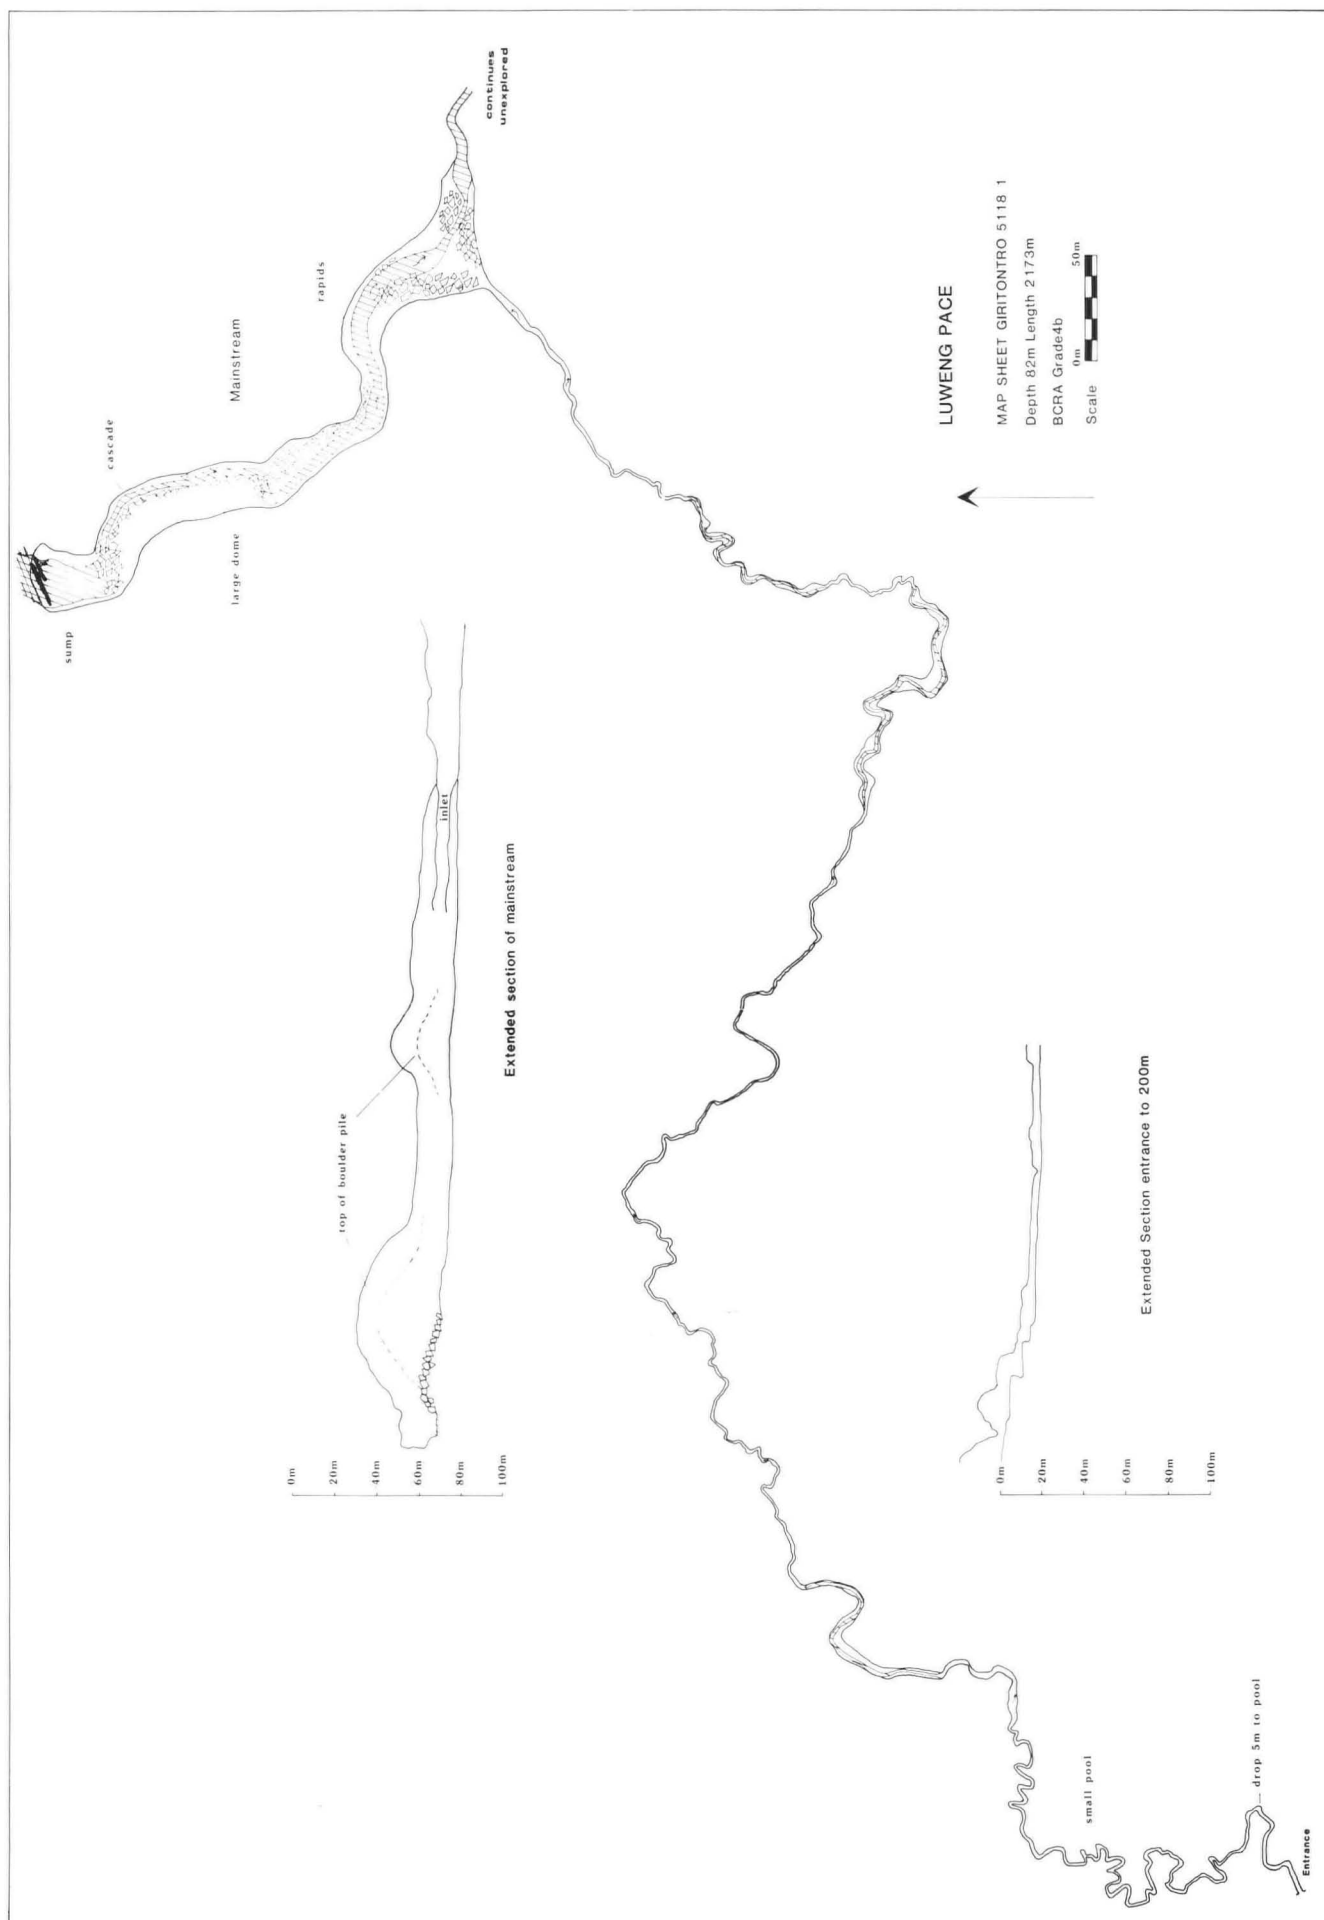 LUWENG PACE
MAP SHEET GIRITONTRO 5118 1
Depth 82m Length 2173m
BCRA Grade4b
Scale
0m
50m
sump
large dome
cascade
Mainstream
rapids
continues
unexplored
top of boulder pile
inlet
0m
20m
40m
60m
80m
100m
Extended section of mainstream
0m
20m
40m
60m
80m
100m
Extended Section entrance to 200m
small pool
drop 5m to pool
Entrance